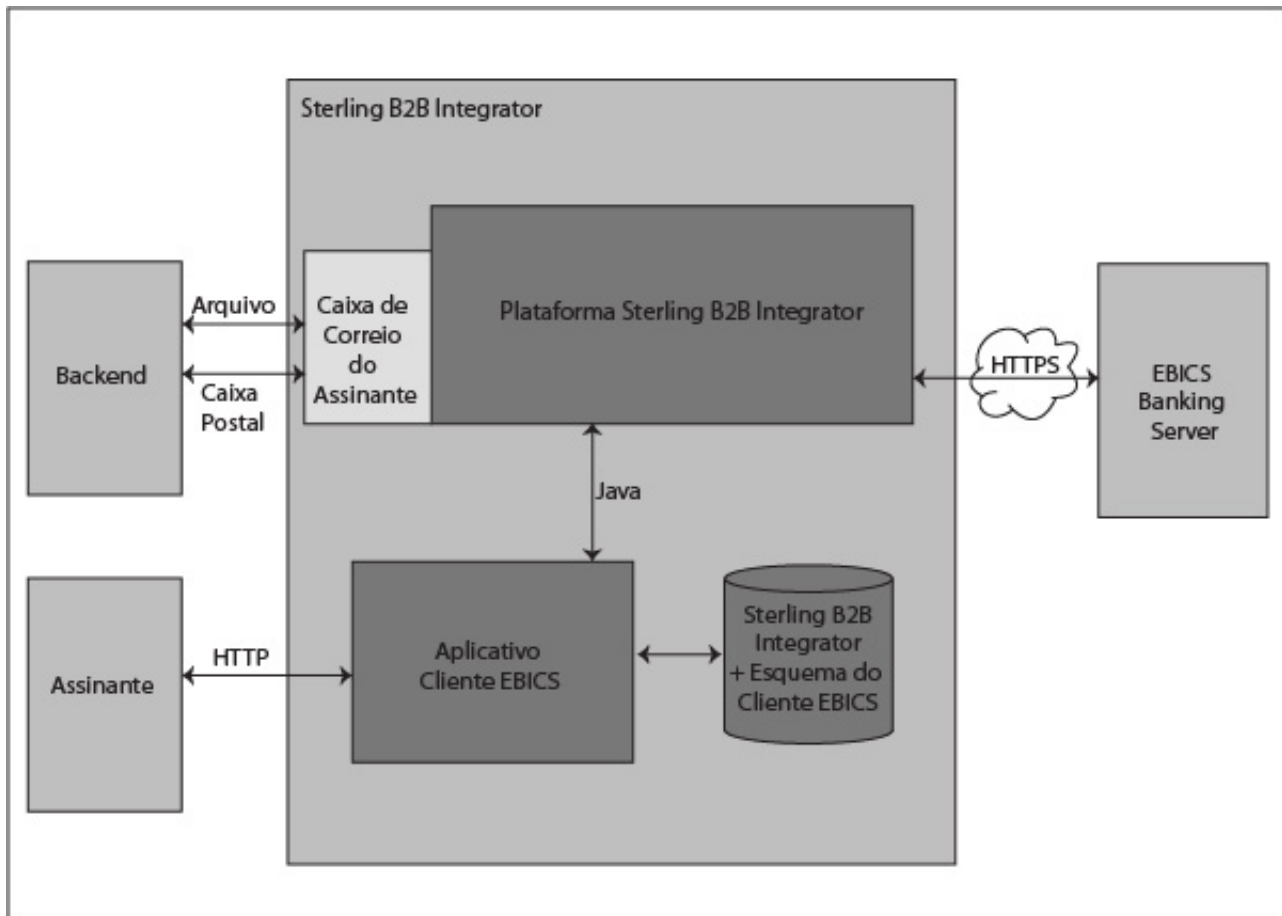 Sterling B2B Integrator
Plataforma Sterling B2B Integrator
Caixa de
Correio
do
Assinante
Arquivo
Caixa
Postal
Backend
HTTPS
EBICS
Banking
Server
Java
Assinante
HTTP
Aplicativo
Cliente EBICS
Sterling B2B
Integrator
+ Esquema do
Cliente EBICS